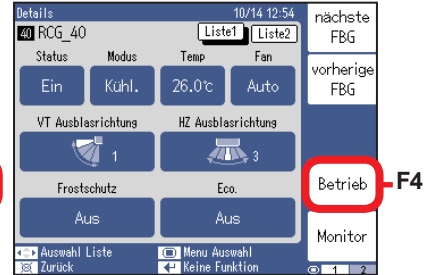 Details 10/14 12:54
40 RCG_40 Liste1 Liste2
Status Modus Temp Fan
Ein Kühl. 26.0℃ Auto
VT Ausblasrichtung HZ Ausblasrichtung
1 3
Frostschutz Eco.
Aus Aus
Auswahl Liste Menu Auswahl
Zurück Keine Funktion
nächste
FBG
vorherige
FBG
Betrieb F4
Monitor
1 2